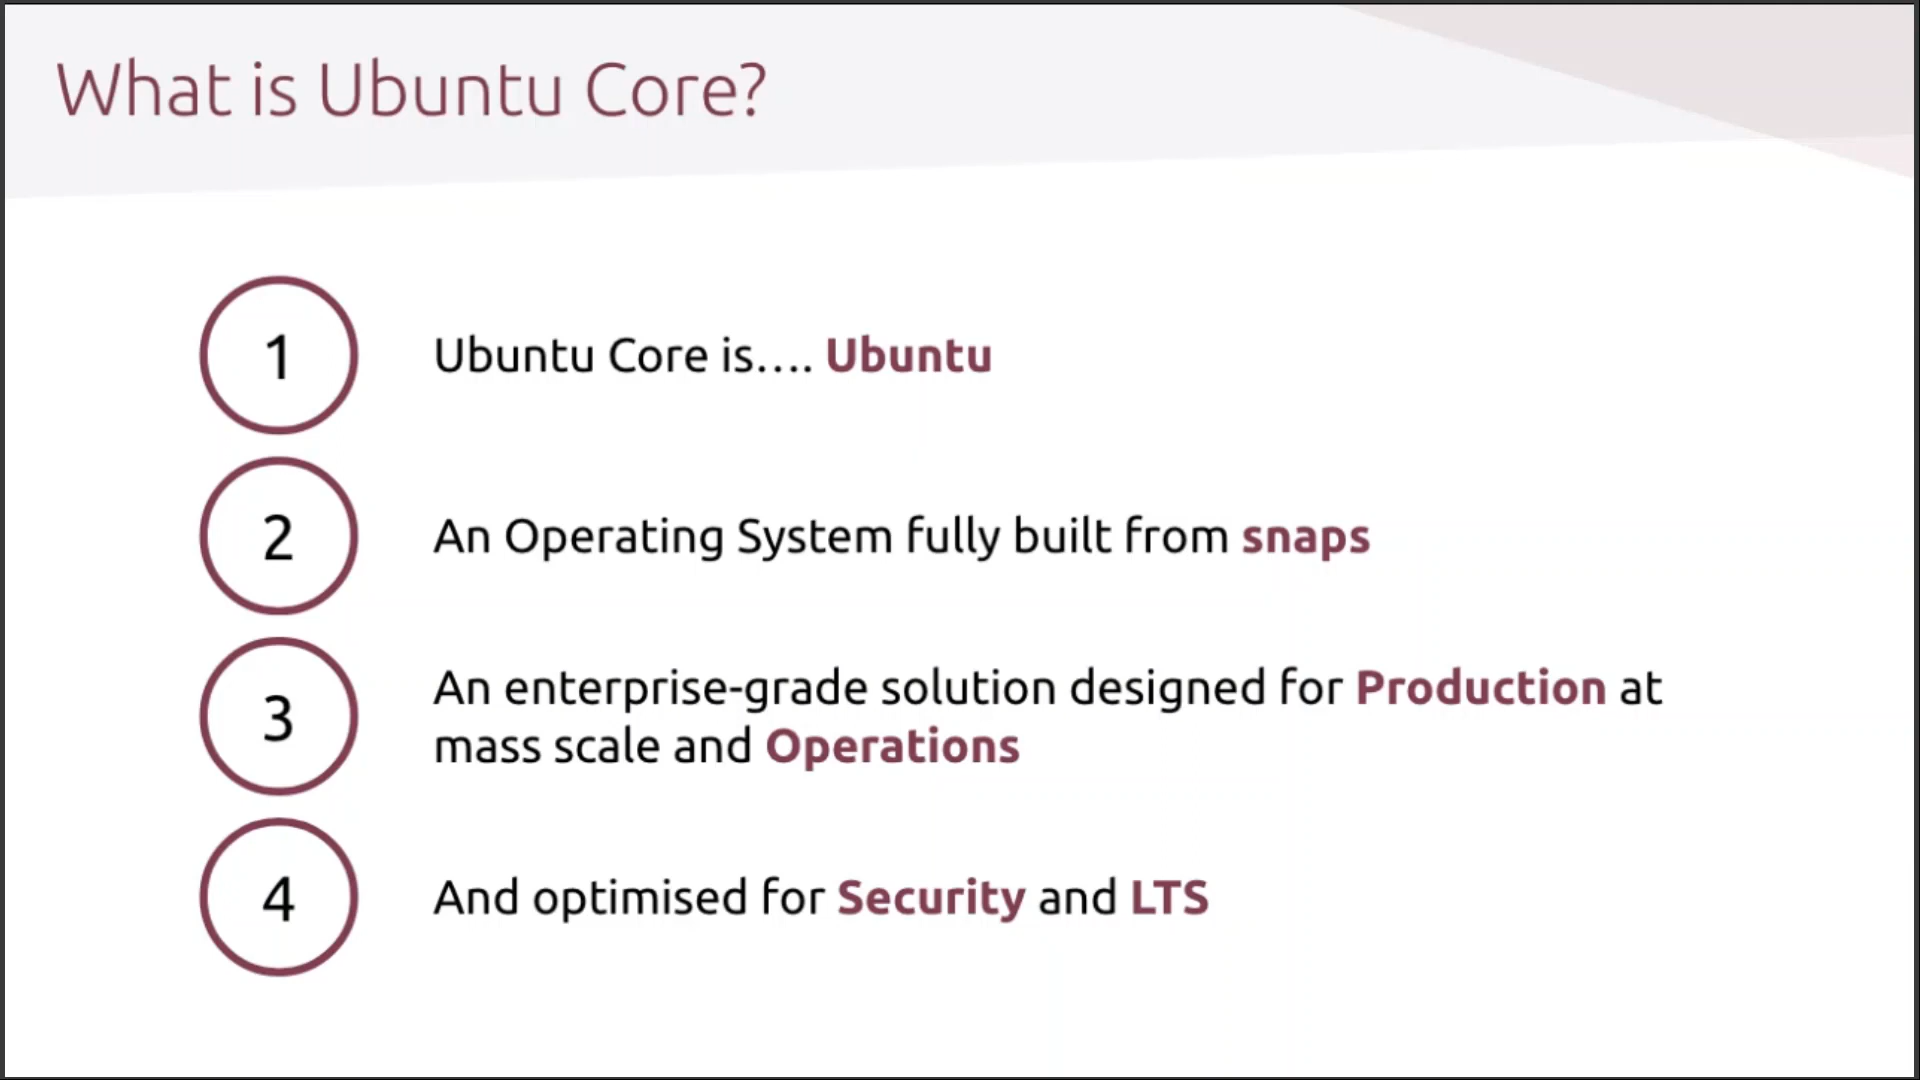 What is Ubuntu Core?
1
Ubuntu Core is.... Ubuntu
2
An Operating System fully built from snaps
3
An enterprise-grade solution designed for Production at
mass scale and Operations
4
And optimised for Security and LTS